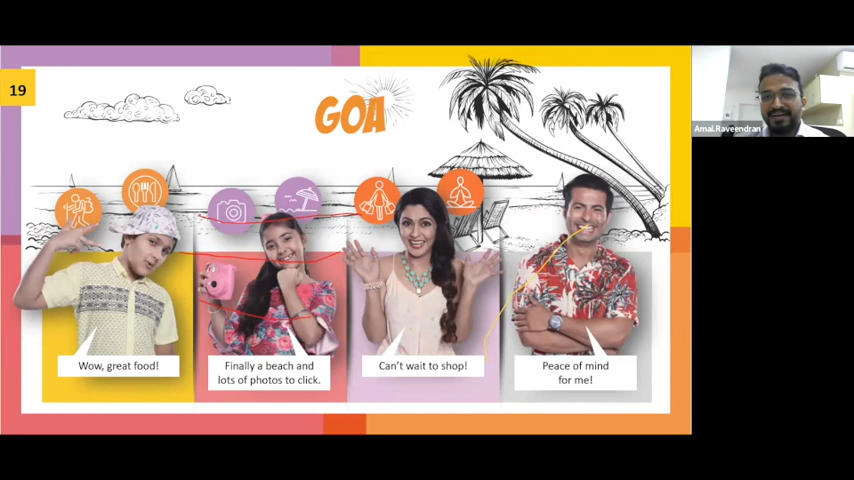 19
GOA
Amal.Raveendran
Wow, great food!
Finally a beach and
lots of photos to click.
Can't wait to shop!
Peace of mind
for me!